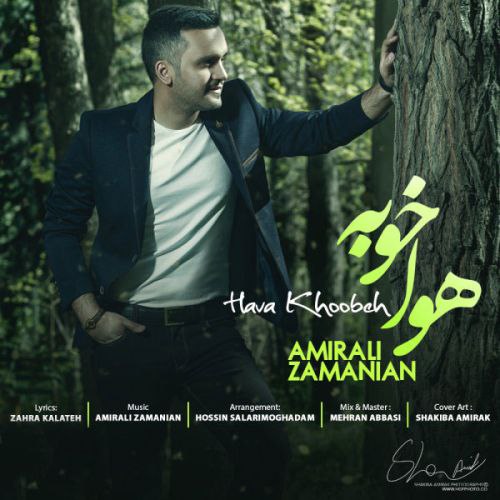 هوا خوبه
Hava Khoobeh
AMIRALI
ZAMANIAN
Lyrics:
ZAHRA KALATEH
Music
AMIRALI ZAMANIAN
Arrangement:
HOSSIN SALARIMOGHADAM
Mix & Master :
MEHRAN ABBASI
Cover Art :
SHAKIBA AMIRAK